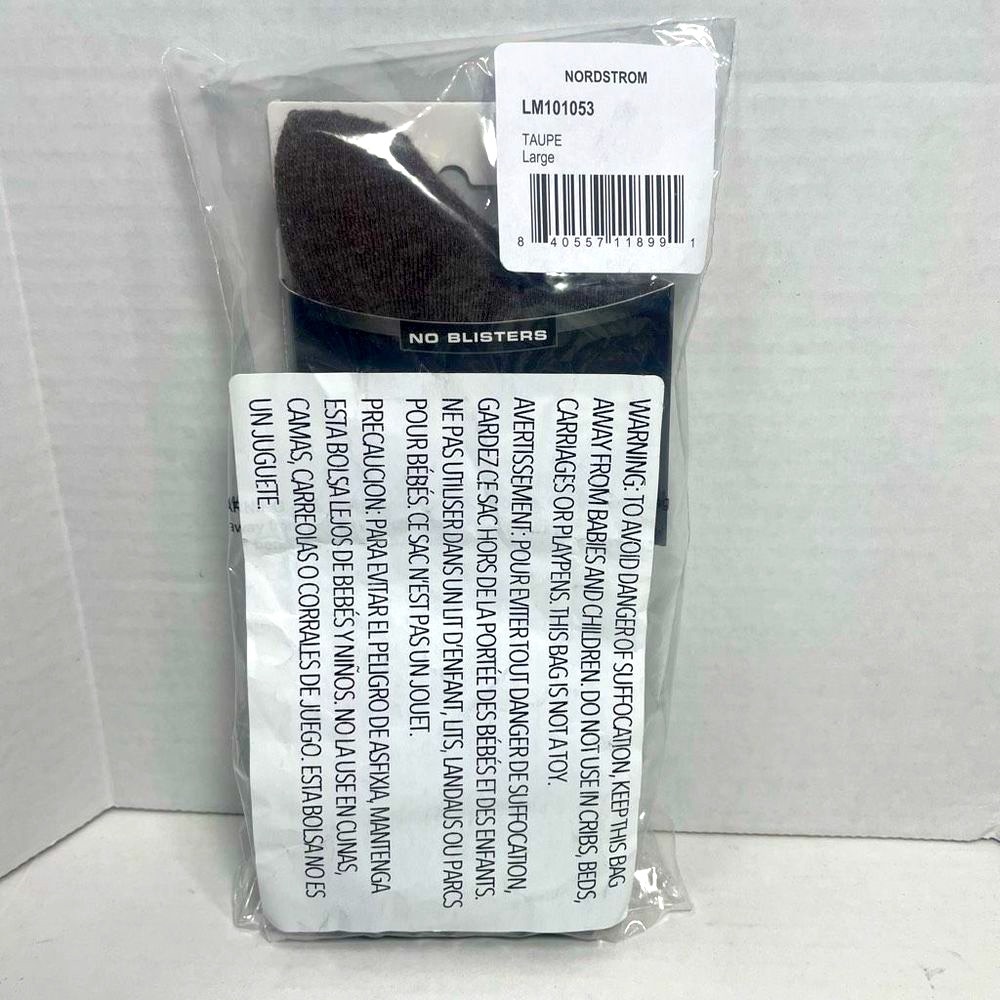 NORDSTROM
LM101053
TAUPE
Large
8 40557 11899 1
NO BLISTERS
WARNING: TO AVOID DANGER OF SUFFOCATION, KEEP THIS BAG
AWAY FROM BABIES AND CHILDREN. DO NOT USE IN CRIBS, BEDS,
CARRIAGES OR PLAYPENS. THIS BAG IS NOT A TOY.
AVERTISSEMENT: POUR EVITER TOUT DANGER DE SUFFOCATION,
GARDEZ CE SAC HORS DE LA PORTÉE DES BÉBÉS ET DES ENFANTS.
NE PAS UTILISER DANS UN LIT D'ENFANT, LITS, LANDAUS OU PARCS
POUR BÉBÉS. CE SAC N'EST PAS UN JOUET.
PRECAUCION: PARA EVITAR EL PELIGRO DE ASFIXIA, MANTENGA
ESTA BOLSA LEJOS DE BEBÉS Y NIÑOS. NO LA USE EN CUNAS,
CAMAS, CARREOLAS O CORRALES DE JUEGO. ESTA BOLSA NO ES
UN JUGUETE.